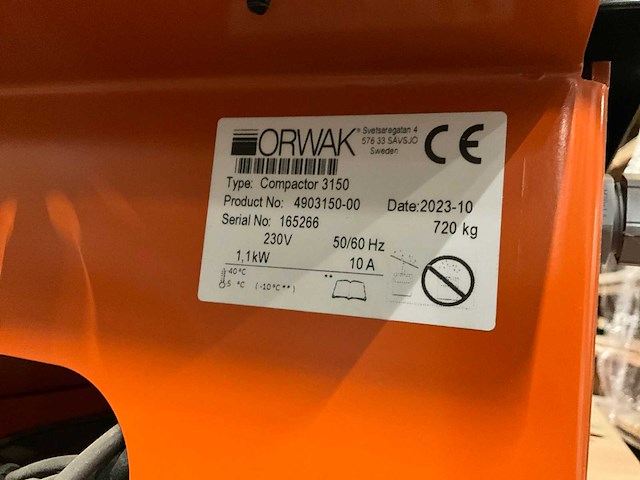 ORWAK® Svetsaregatan 4
576 33 SÄVSJÖ
Sweden
CE
Type: Compactor 3150
Product No: 4903150-00 Date:2023-10
Serial No: 165266 720 kg
230V 50/60 Hz
1,1kW 10 A
-40 °C
5 °C (-10°C**) **